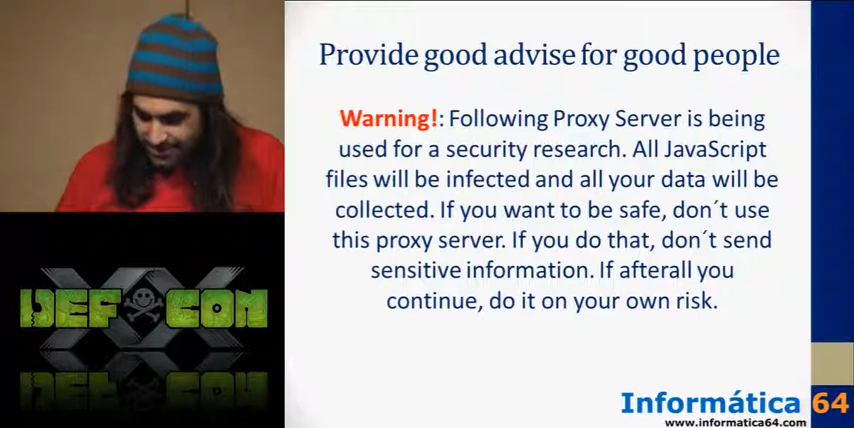 Provide good advise for good people
Warning!: Following Proxy Server is being
used for a security research. All JavaScript
files will be infected and all your data will be
collected. If you want to be safe, don´t use
this proxy server. If you do that, don´t send
sensitive information. If afterall you
continue, do it on your own risk.
DEF CON
XX
Informática 64
www.informatica64.com